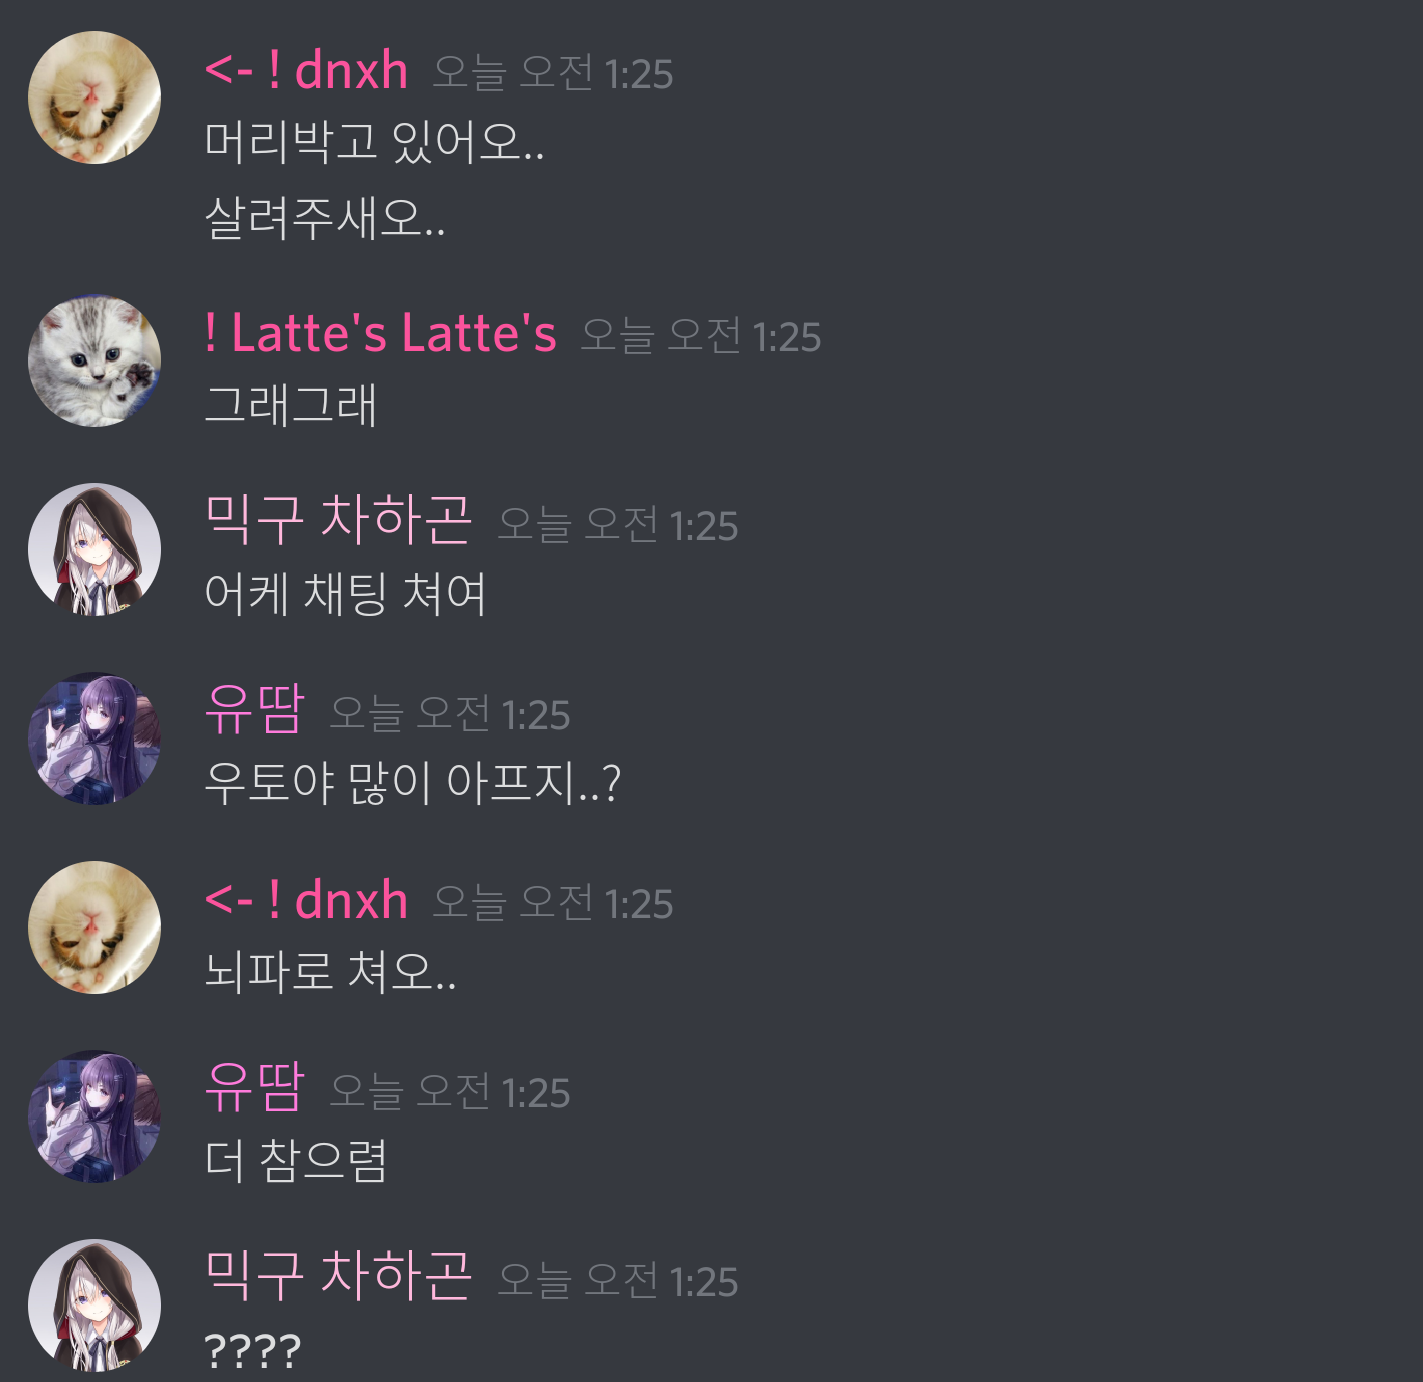 <- ! dnxh 오늘 오전 1:25
머리박고 있어오..
살려주새오..
! Latte's Latte's 오늘 오전 1:25
그래그래
믹구 차하곤 오늘 오전 1:25
어케 채팅 쳐여
유땀 오늘 오전 1:25
우토야 많이 아프지..?
<- ! dnxh 오늘 오전 1:25
뇌파로 쳐오..
유땀 오늘 오전 1:25
더 참으렴
믹구 차하곤 오늘 오전 1:25
????